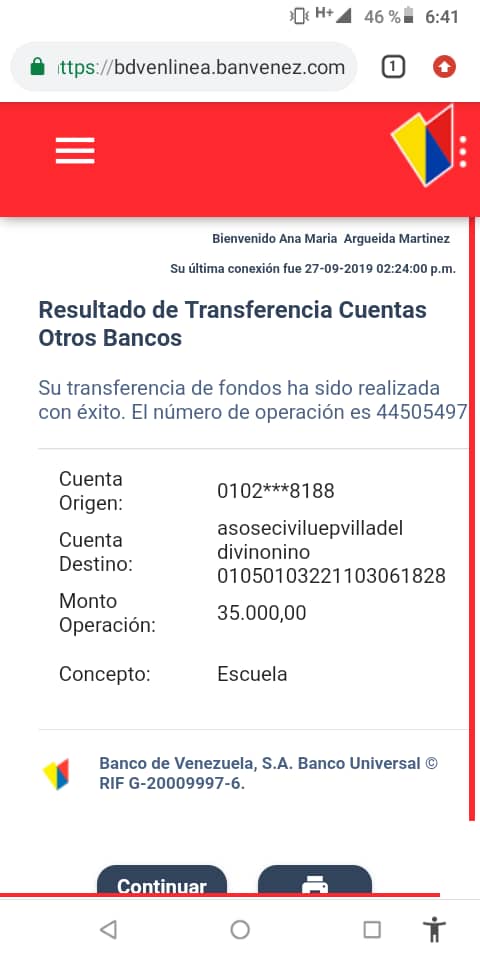 H+ 46 % 6:41
ttps://bdvenlinea.banvenez.com 1
Bienvenido Ana Maria Argueida Martinez
Su última conexión fue 27-09-2019 02:24:00 p.m.
Resultado de Transferencia Cuentas
Otros Bancos
Su transferencia de fondos ha sido realizada
con éxito. El número de operación es 44505497
Cuenta
Origen:
0102***8188
Cuenta
Destino:
asoseciviluepvilladel
divinonino
01050103221103061828
Monto
Operación:
35.000,00
Concepto: Escuela
Banco de Venezuela, S.A. Banco Universal ©
RIF G-20009997-6.
Continuar